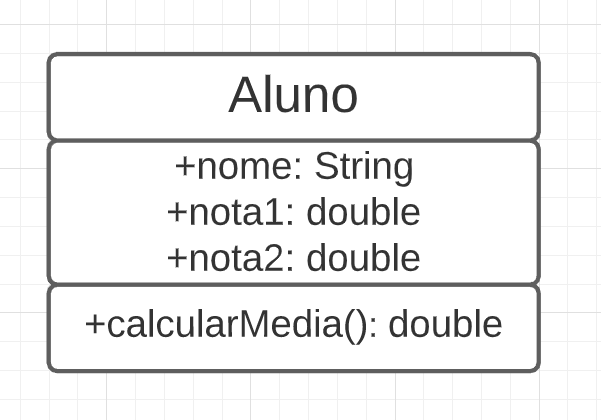 Aluno
+nome: String
+nota1: double
+nota2: double
+calcularMedia(): double